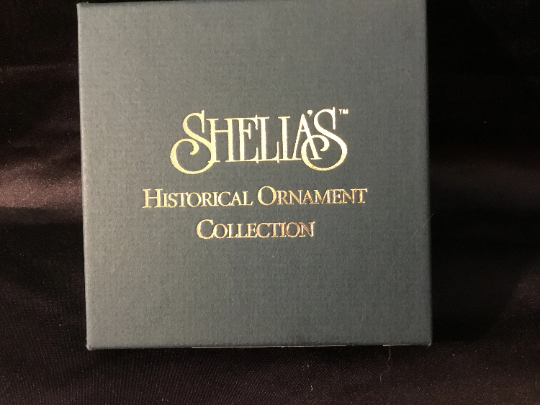 SHELIA'S™
HISTORICAL ORNAMENT
COLLECTION